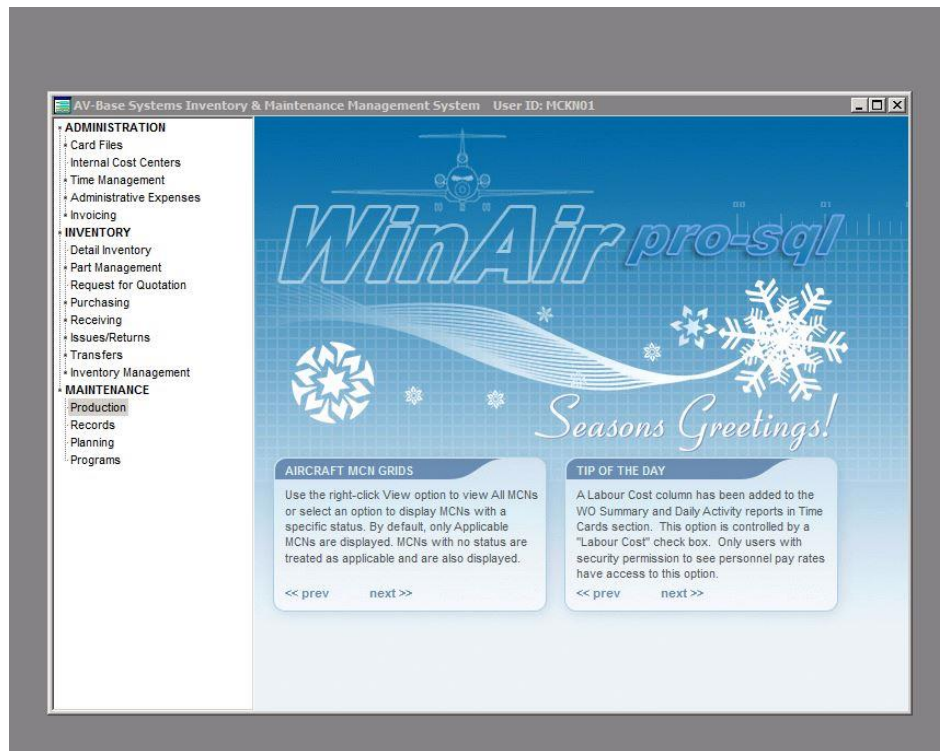 AV-Base Systems Inventory & Maintenance Management System User ID: MCKN01
ADMINISTRATION
Card Files
Internal Cost Centers
Time Management
Administrative Expenses
Invoicing
INVENTORY
Detail Inventory
Part Management
Request for Quotation
Purchasing
Receiving
Issues/Returns
Transfers
Inventory Management
MAINTENANCE
Production
Records
Planning
Programs
00 01
WinAir pro-sql
Seasons Greetings!
AIRCRAFT MCN GRIDS
Use the right-click View option to view All MCNs
or select an option to display MCNs with a
specific status. By default, only Applicable
MCNs are displayed. MCNs with no status are
treated as applicable and are also displayed.
<< prev next >>
TIP OF THE DAY
A Labour Cost column has been added to the
WO Summary and Daily Activity reports in Time
Cards section. This option is controlled by a
"Labour Cost" check box. Only users with
security permission to see personnel pay rates
have access to this option.
<< prev next >>